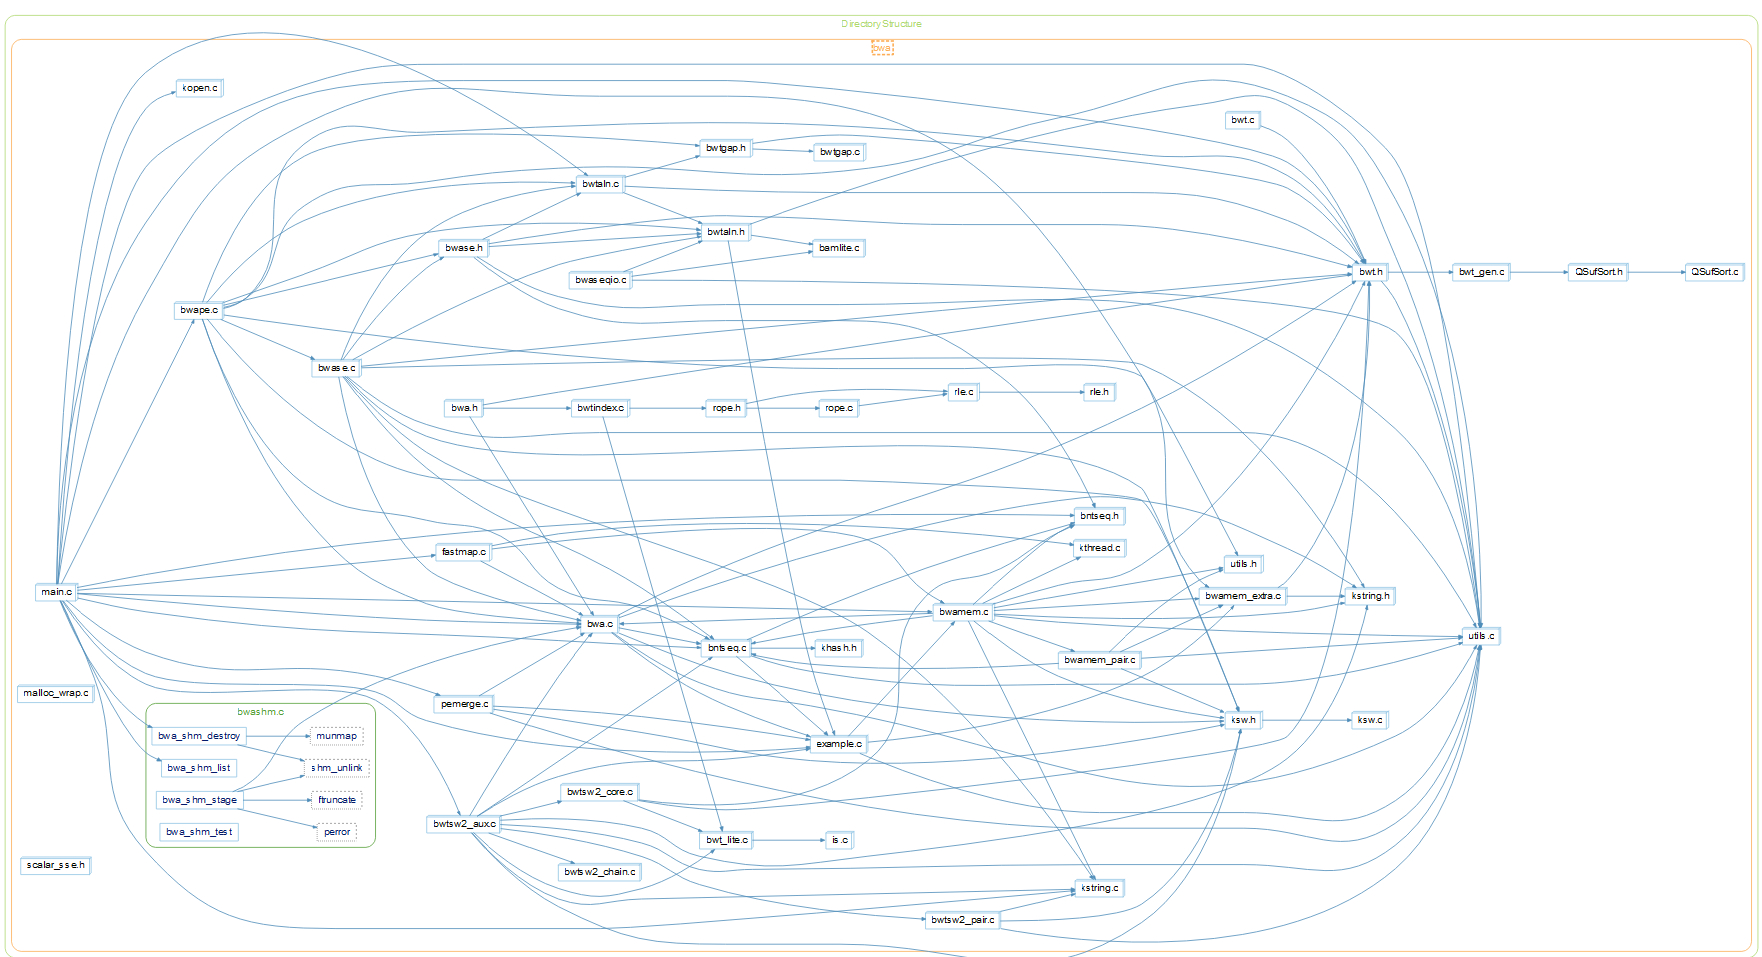 Directory Structure
bwa
kopen.c
bwt.c
bwtgap.h
bwtgap.c
bwtaln.c
bwtaln.h
bwase.h
bamlite.c
bwaseqio.c
bwt.h
bwt_gen.c
QSufSort.h
QSufSort.c
bwape.c
bwase.c
rle.c
rle.h
bwa.h
bwtindex.c
rope.h
rope.c
bntseq.h
fastmap.c
kthread.c
utils.h
main.c
bwamem_extra.c
kstring.h
bwamem.c
bwa.c
utils.c
bntseq.c
khash.h
bwamem_pair.c
malloc_wrap.c
pemerge.c
bwashm.c
ksw.h
ksw.c
bwa_shm_destroy
munmap
example.c
bwa_shm_list
shm_unlink
bwtsw2_core.c
bwa_shm_stage
ftruncate
bwtsw2_aux.c
bwa_shm_test
perror
bwt_lite.c
is.c
scalar_sse.h
bwtsw2_chain.c
kstring.c
bwtsw2_pair.c